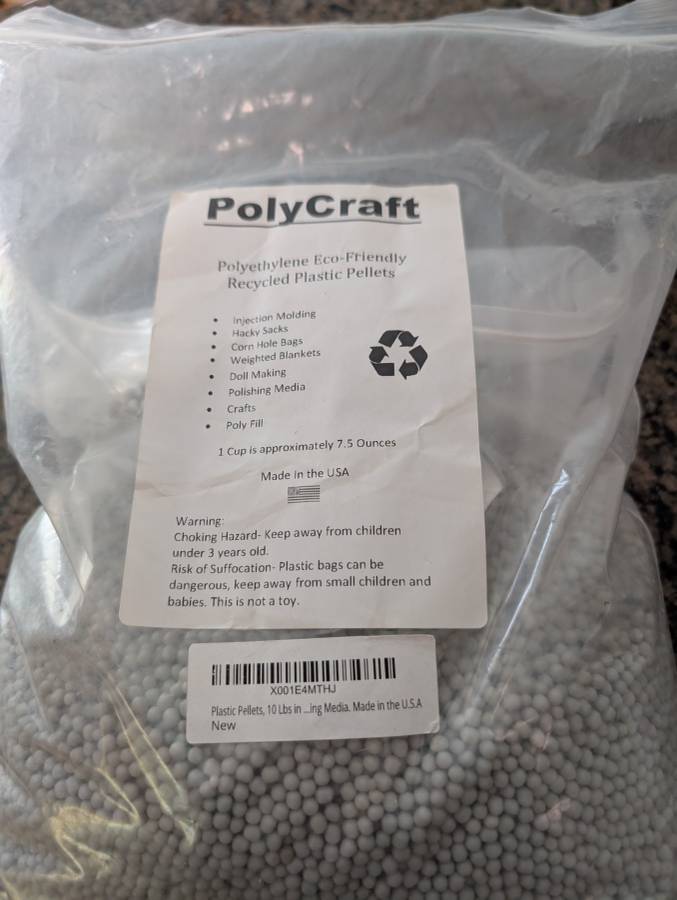 PolyCraft
Polyethylene Eco-Friendly
Recycled Plastic Pellets
• Injection Molding
• Hacky Sacks
• Corn Hole Bags
• Weighted Blankets
• Doll Making
• Polishing Media
• Crafts
• Poly Fill
1 Cup is approximately 7.5 Ounces
Made in the USA
Warning:
Choking Hazard- Keep away from children
under 3 years old.
Risk of Suffocation- Plastic bags can be
dangerous, keep away from small children and
babies. This is not a toy.
X001E4MTHJ
Plastic Pellets, 10 Lbs in ...ing Media. Made in the U.S.A
New